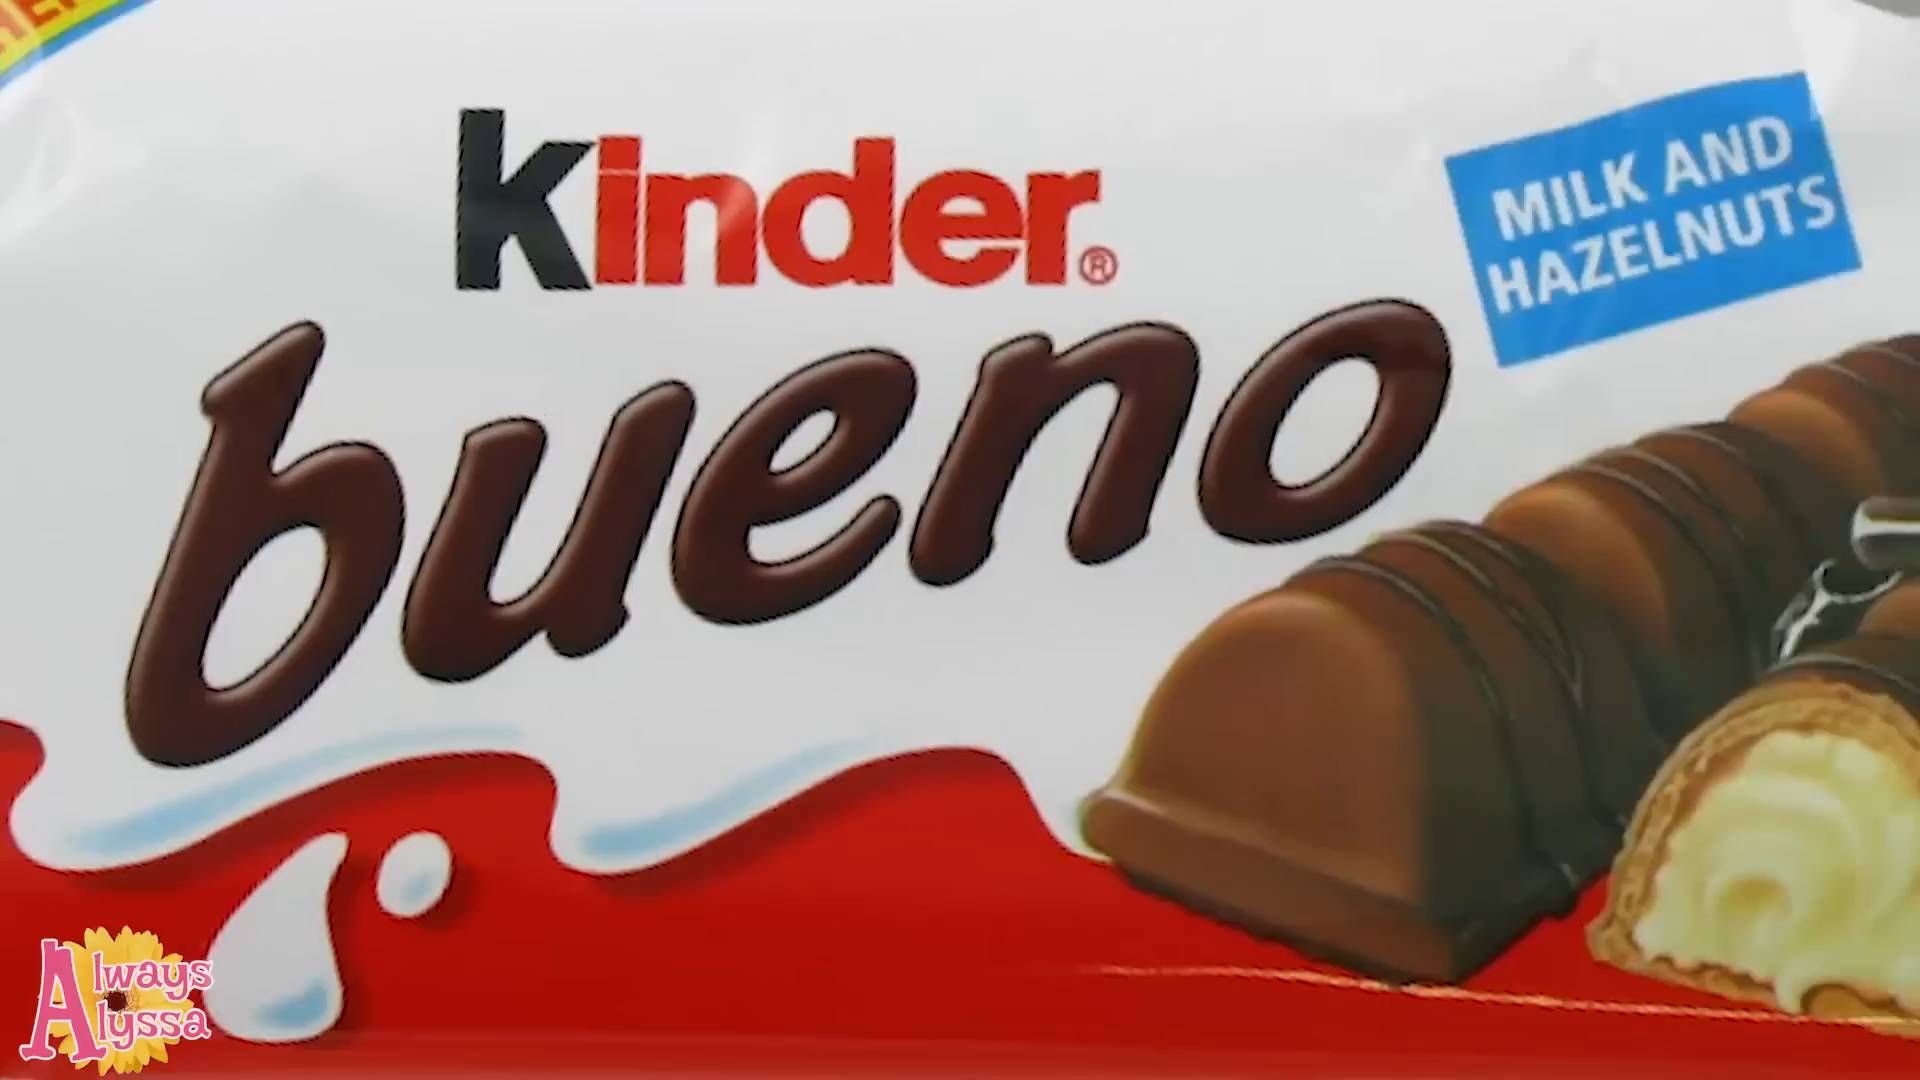 Kinder®
bueno
MILK AND
HAZELNUTS
Always
Alyssa